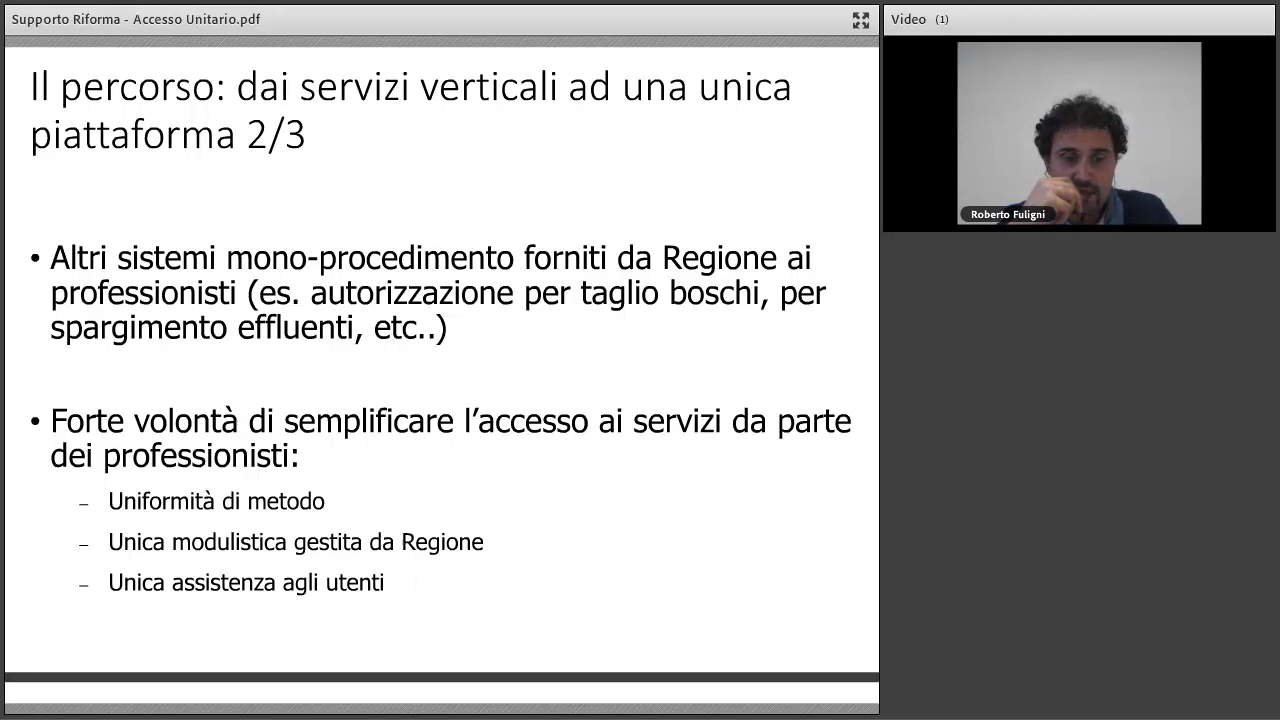 Supporto Riforma - Accesso Unitario.pdf
Video (1)
Il percorso: dai servizi verticali ad una unica
piattaforma 2/3
• Altri sistemi mono-procedimento forniti da Regione ai
professionisti (es. autorizzazione per taglio boschi, per
spargimento effluenti, etc..)
• Forte volontà di semplificare l’accesso ai servizi da parte
dei professionisti:
– Uniformità di metodo
– Unica modulistica gestita da Regione
– Unica assistenza agli utenti
Roberto Fuligni